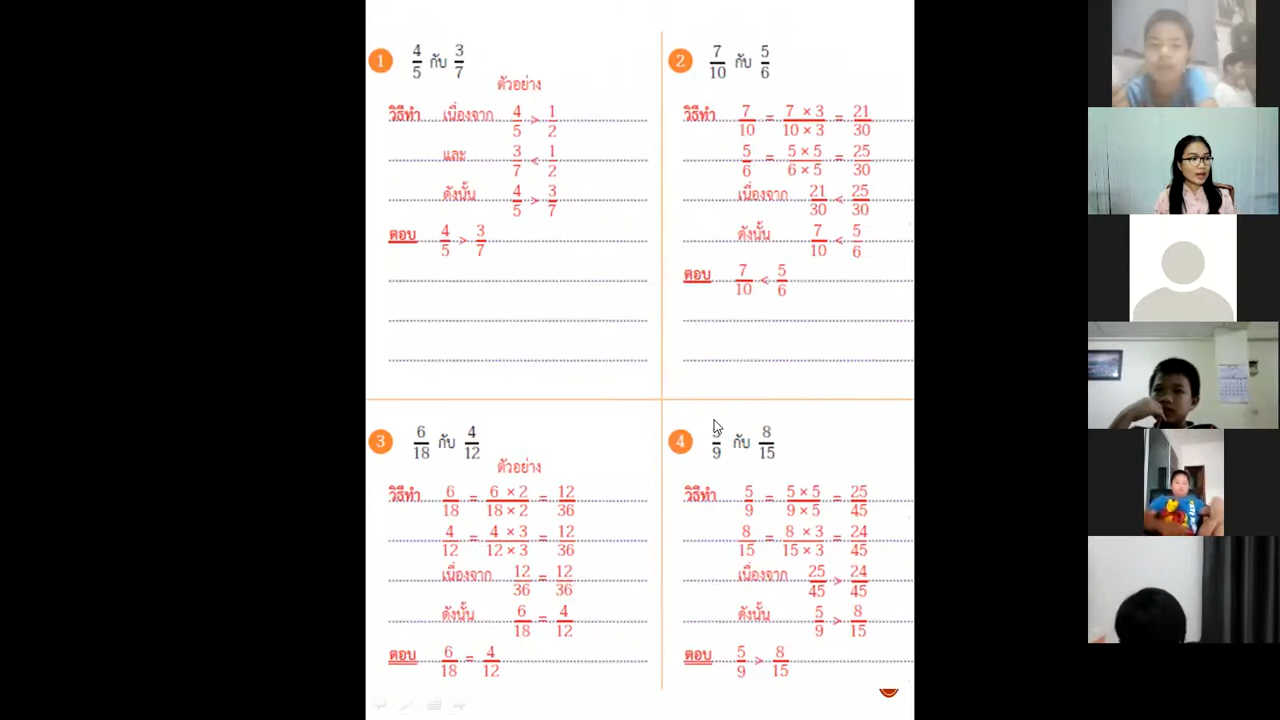 1 4/5 กับ 3/7
ตัวอย่าง
วิธีทำ เนื่องจาก 4/5 > 1/2
และ 3/7 < 1/2
ดังนั้น 4/5 > 3/7
ตอบ 4/5 > 3/7
2 7/10 กับ 5/6
วิธีทำ 7/10 = 7 × 3/10 × 3 = 21/30
5/6 = 5 × 5/6 × 5 = 25/30
เนื่องจาก 21/30 < 25/30
ดังนั้น 7/10 < 5/6
ตอบ 7/10 < 5/6
3 6/18 กับ 4/12
ตัวอย่าง
วิธีทำ 6/18 = 6 × 2/18 × 2 = 12/36
4/12 = 4 × 3/12 × 3 = 12/36
เนื่องจาก 12/36 = 12/36
ดังนั้น 6/18 = 4/12
ตอบ 6/18 = 4/12
4 5/9 กับ 8/15
วิธีทำ 5/9 = 5 × 5/9 × 5 = 25/45
8/15 = 8 × 3/15 × 3 = 24/45
เนื่องจาก 25/45 > 24/45
ดังนั้น 5/9 > 8/15
ตอบ 5/9 > 8/15